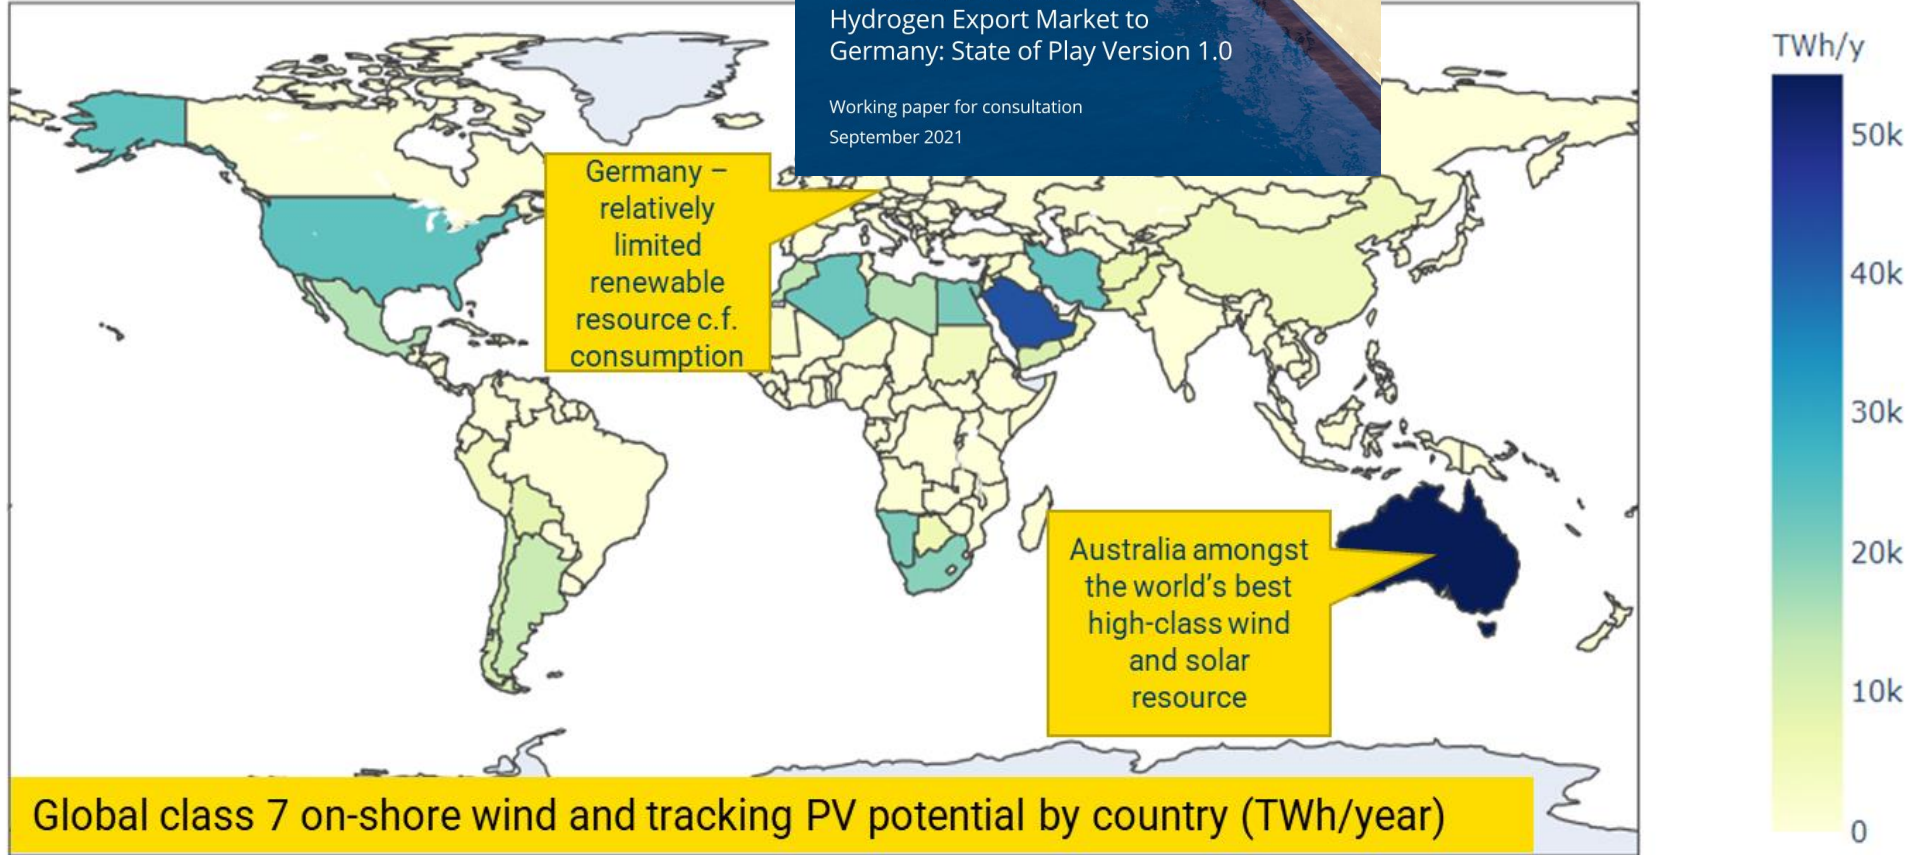 Hydrogen Export Market to
Germany: State of Play Version 1.0
Working paper for consultation
September 2021
TWh/y
50k
40k
30k
20k
10k
0
Germany –
relatively
limited
renewable
resource c.f.
consumption
Australia amongst
the world’s best
high-class wind
and solar
resource
Global class 7 on-shore wind and tracking PV potential by country (TWh/year)